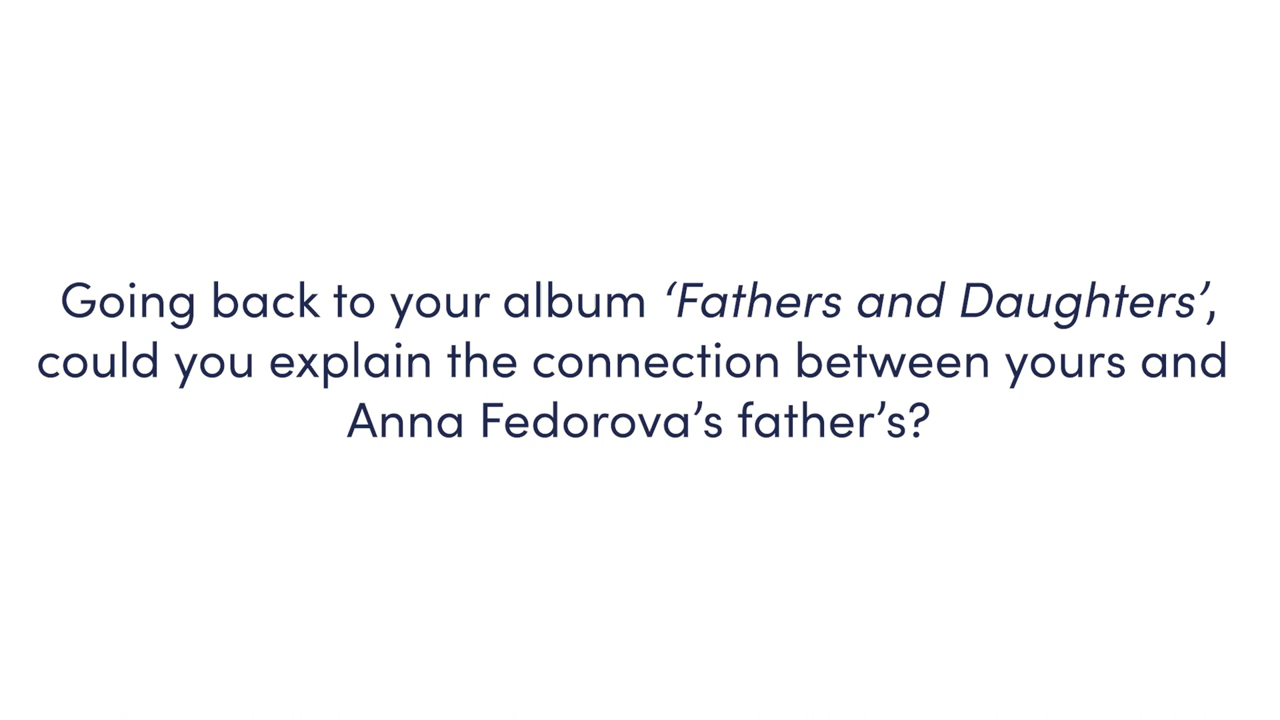 Going back to your album ‘Fathers and Daughters’,
could you explain the connection between yours and
Anna Fedorova’s father’s?